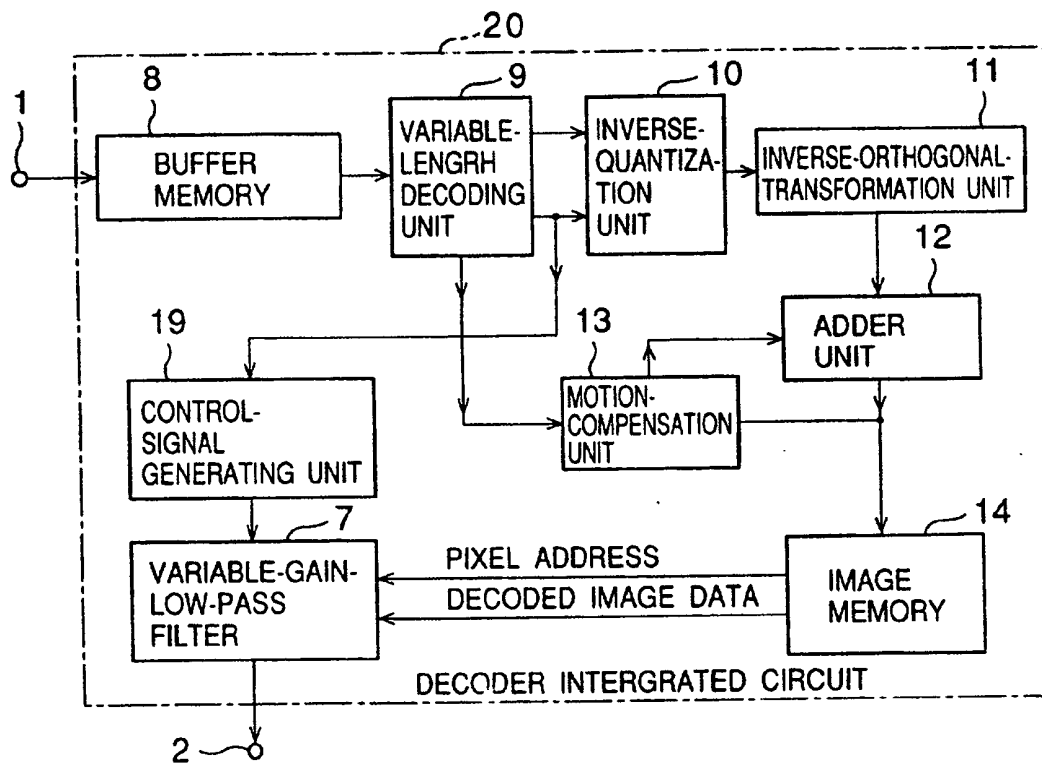 20
1
8
BUFFER
MEMORY
9
VARIABLE-
LENGRH
DECODING
UNIT
10
INVERSE-
QUANTIZA-
TION
UNIT
11
INVERSE-ORTHOGONAL-
TRANSFORMATION UNIT
12
ADDER
UNIT
13
MOTION-
COMPENSATION
UNIT
19
CONTROL-
SIGNAL
GENERATING UNIT
7
VARIABLE-GAIN-
LOW-PASS
FILTER
PIXEL ADDRESS
DECODED IMAGE DATA
14
IMAGE
MEMORY
DECODER INTERGRATED CIRCUIT
2